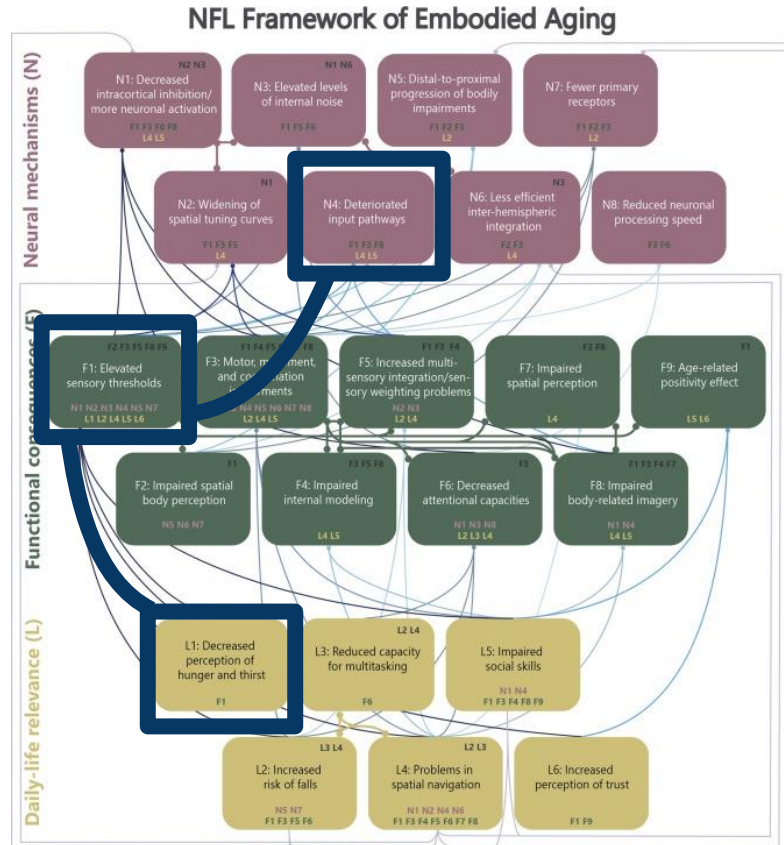 NFL Framework of Embodied Aging
Neural mechanisms (N)
N2 N3
N1: Decreased
intracortical inhibition/
more neuronal activation
F1 F3 F6 F8
L4 L5
N1 N6
N3: Elevated levels
of internal noise
F1 F5 F6
N5: Distal-to-proximal
progression of bodily
impairments
F1 F2 F3
L2
N7: Fewer primary
receptors
F1 F2 F3
L2
N1
N2: Widening of
spatial tuning curves
F1 F3 F5
L4
N4: Deteriorated
input pathways
F1 F3 F8
L4 L5
N3
N6: Less efficient
inter-hemispheric
integration
F2 F3
L4
N8: Reduced neuronal
processing speed
F3 F6
Functional consequences
F2 F3 F5 F8 F9
F1: Elevated
sensory thresholds
N1 N2 N3 N4 N5 N7
L1 L2 L4 L5 L6
F1 F4 F5
F8
F3: Motor,
and
N4 N5 N6 N7 N8
L2 L4 L5
F1 F3 F4
F5: Increased multi-
sensory integration/sen-
sory weighting problems
N2 N3
L2 L4
F3 F8
F7: Impaired
spatial perception
L4
F1
F9: Age-related
positivity effect
L5 L6
F1
F2: Impaired spatial
body perception
N5 N6 N7
F3 F5 F8
F4: Impaired
internal modeling
L4 L5
F3
F6: Decreased
attentional capacities
N1 N3 N8
L2 L3 L4
F1 F3 F4 F7
F8: Impaired
body-related imagery
N1 N4
L4 L5
Daily-life relevance (L)
L1: Decreased
perception of
hunger and thirst
F1
L2 L4
L3: Reduced capacity
for multitasking
F6
L5: Impaired
social skills
N1 N4
F1 F3 F4 F8 F9
L3 L4
L2: Increased
risk of falls
N5 N7
F1 F3 F5 F6
L2 L3
L4: Problems in
spatial navigation
N1 N2 N4 N6
F1 F3 F4 F5 F6 F7 F8
L6: Increased
perception of trust
F1 F9